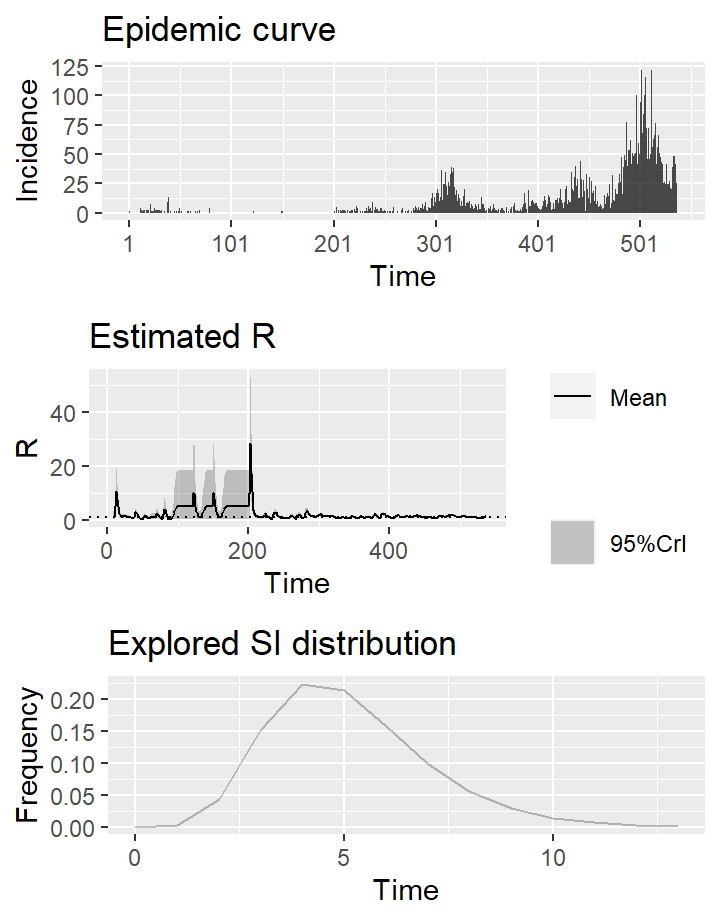 Epidemic curve
Incidence
125
100
75
50
25
0
1 101 201 301 401 501
Time
Estimated R
R
40
20
0
0 200 400
Time
Mean
95%CrI
Explored SI distribution
Frequency
0.20
0.15
0.10
0.05
0.00
0 5 10
Time